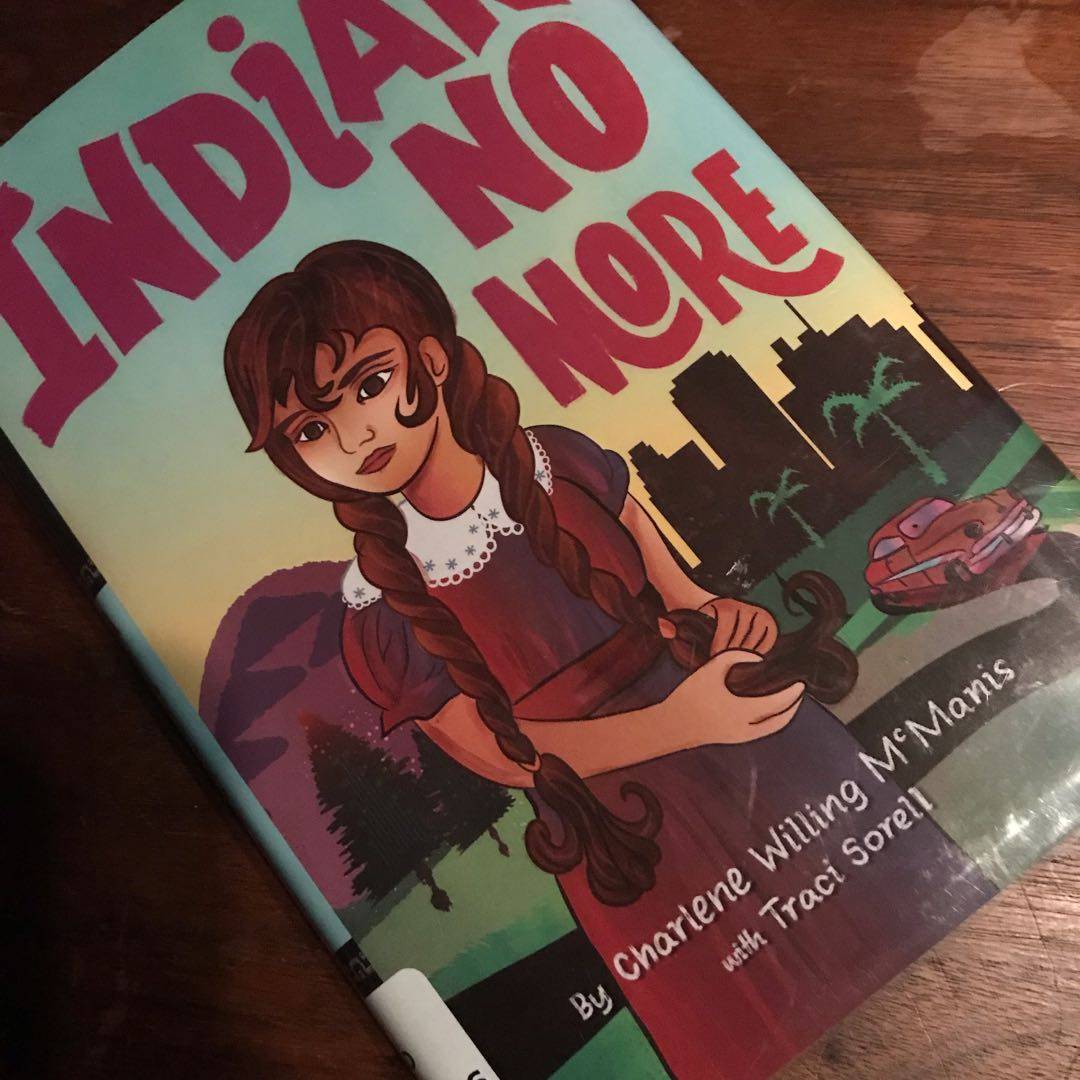 INDIAN
NO
MORE
By Charlene Willing McManis
with Traci Sorell